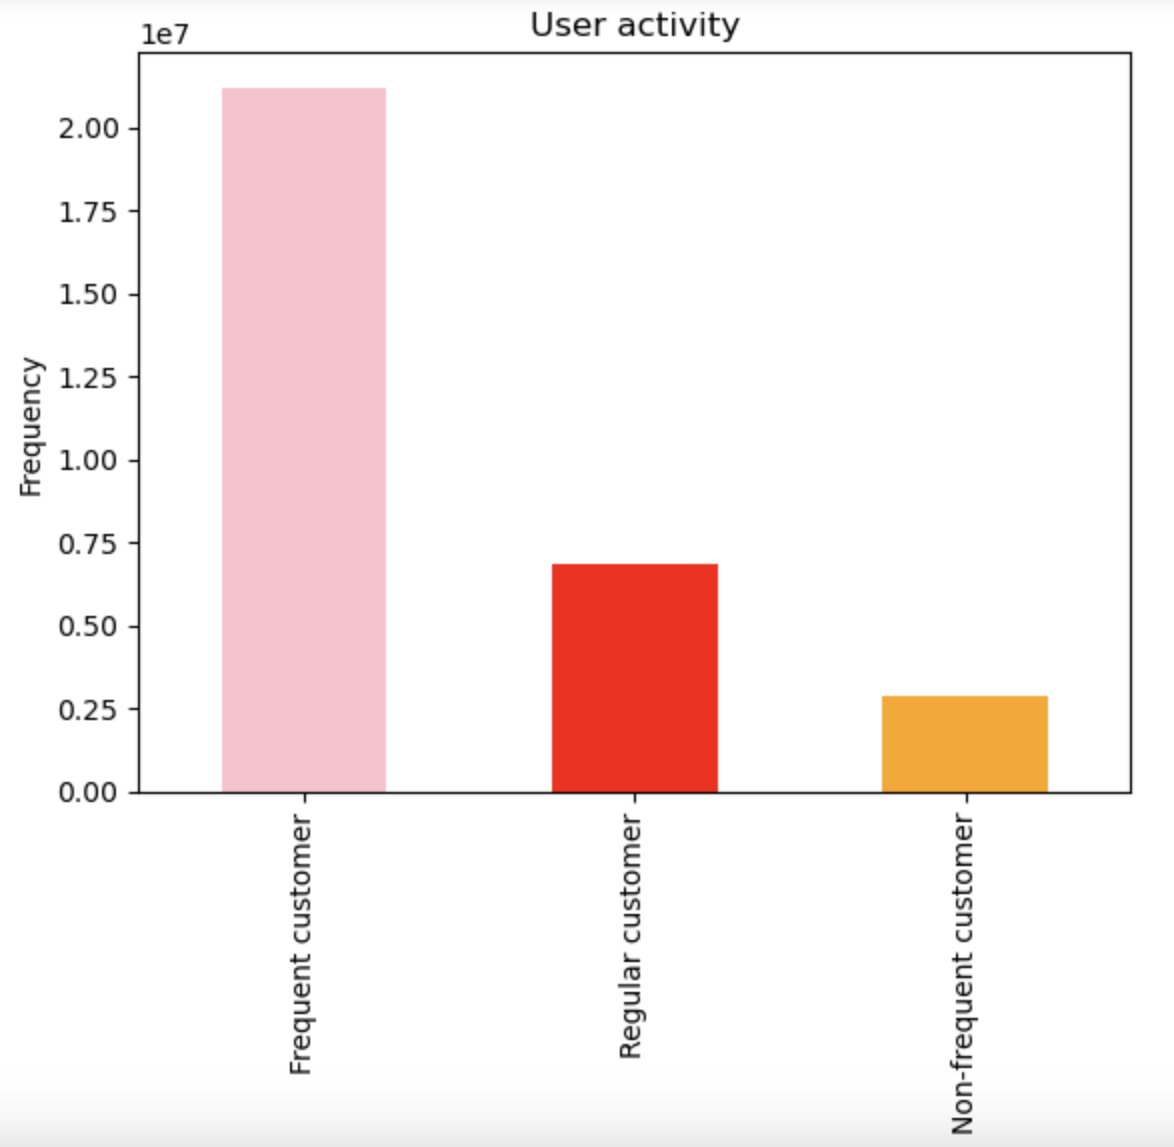 User activity
1e7
2.00
1.75
1.50
1.25
1.00
0.75
0.50
0.25
0.00
Frequency
Frequent customer
Regular customer
Non-frequent customer